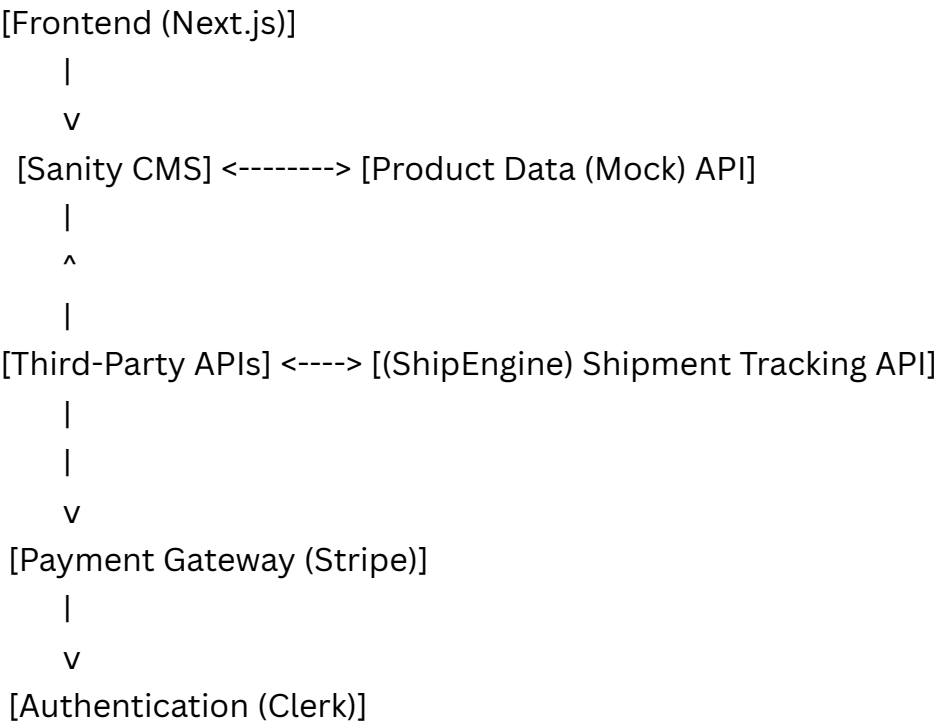 [Frontend (Next.js)]
|
v
[Sanity CMS] <--------> [Product Data (Mock) API]
|
^
|
[Third-Party APIs] <----> [(ShipEngine) Shipment Tracking API]
|
|
v
[Payment Gateway (Stripe)]
|
v
[Authentication (Clerk)]